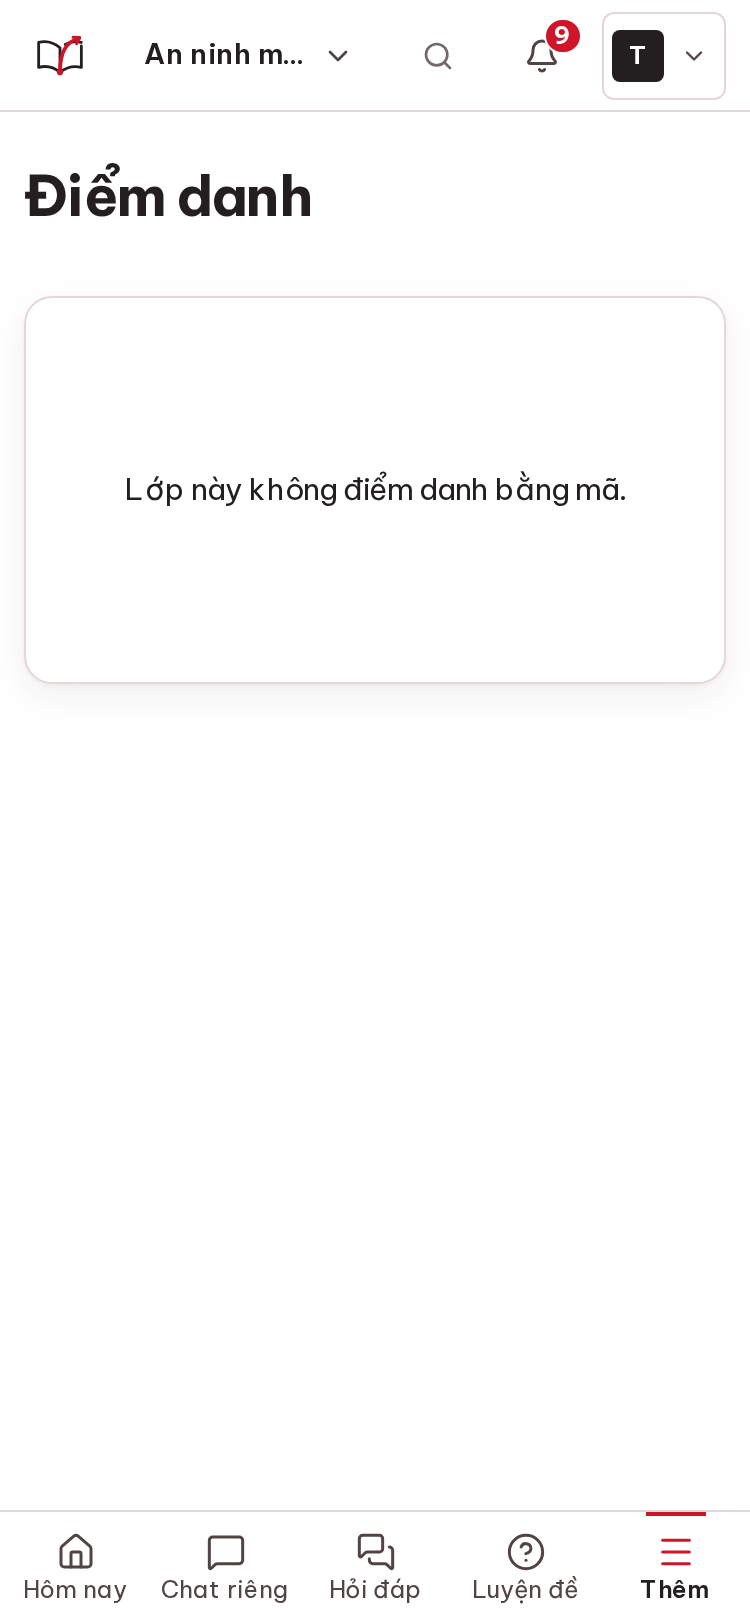 An ninh m...
9
T
Điểm danh
Lớp này không điểm danh bằng mã.
Hôm nay
Chat riêng
Hỏi đáp
Luyện đề
Thêm